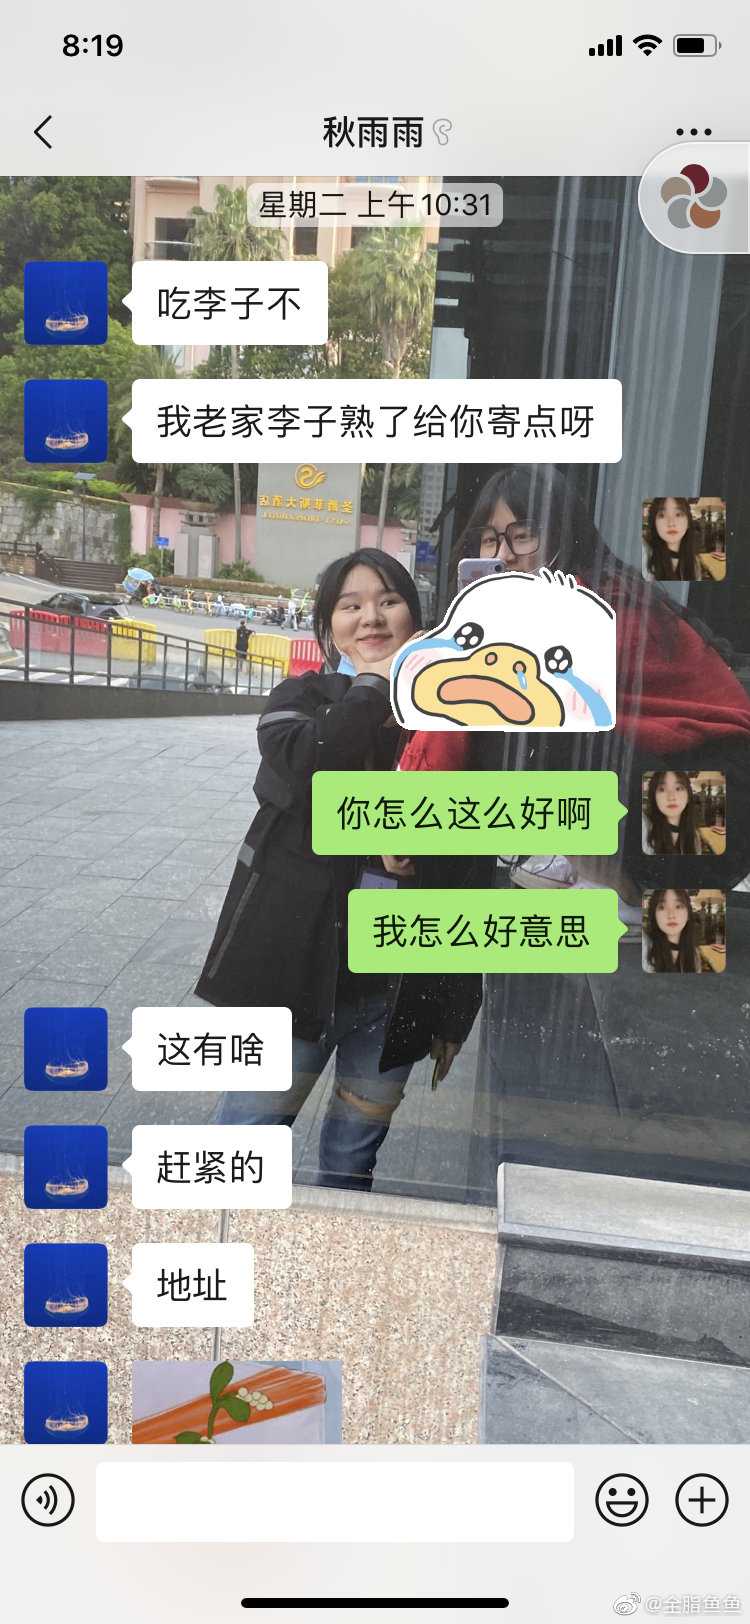 8:19
秋雨雨
星期二 上午10:31
吃李子不
我老家李子熟了给你寄点呀
你怎么这么好啊
我怎么好意思
这有啥
赶紧的
地址
@全脂鱼鱼